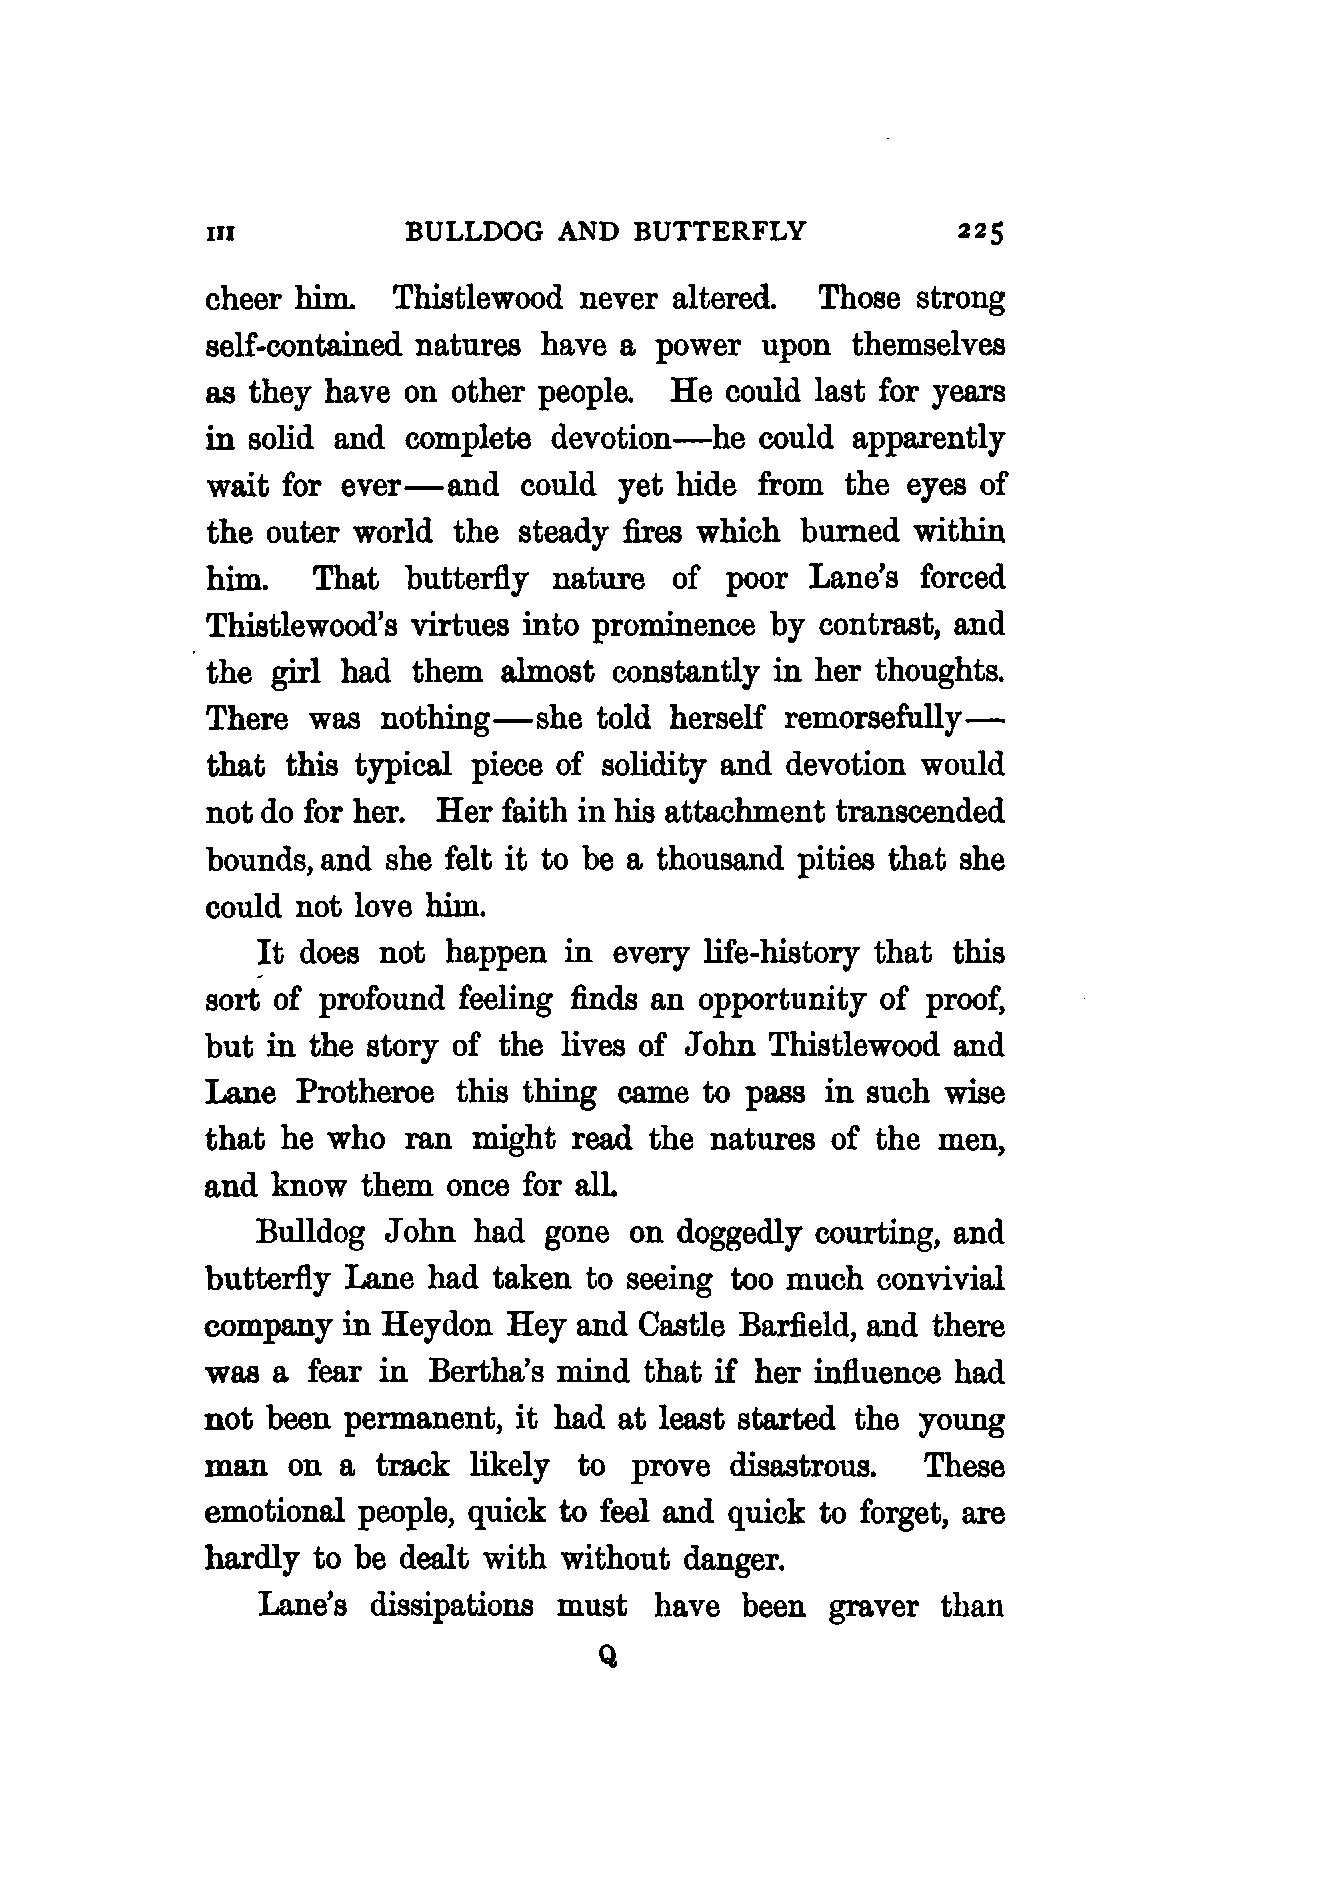 III BULLDOG AND BUTTERFLY 225
cheer him. Thistlewood never altered. Those strong
self-contained natures have a power upon themselves
as they have on other people. He could last for years
in solid and complete devotion—he could apparently
wait for ever—and could yet hide from the eyes of
the outer world the steady fires which burned within
him. That butterfly nature of poor Lane's forced
Thistlewood's virtues into prominence by contrast, and
the girl had them almost constantly in her thoughts.
There was nothing—she told herself remorsefully—
that this typical piece of solidity and devotion would
not do for her. Her faith in his attachment transcended
bounds, and she felt it to be a thousand pities that she
could not love him.
It does not happen in every life-history that this
sort of profound feeling finds an opportunity of proof,
but in the story of the lives of John Thistlewood and
Lane Protheroe this thing came to pass in such wise
that he who ran might read the natures of the men,
and know them once for all.
Bulldog John had gone on doggedly courting, and
butterfly Lane had taken to seeing too much convivial
company in Heydon Hey and Castle Barfield, and there
was a fear in Bertha's mind that if her influence had
not been permanent, it had at least started the young
man on a track likely to prove disastrous. These
emotional people, quick to feel and quick to forget, are
hardly to be dealt with without danger.
Lane's dissipations must have been graver than
Q